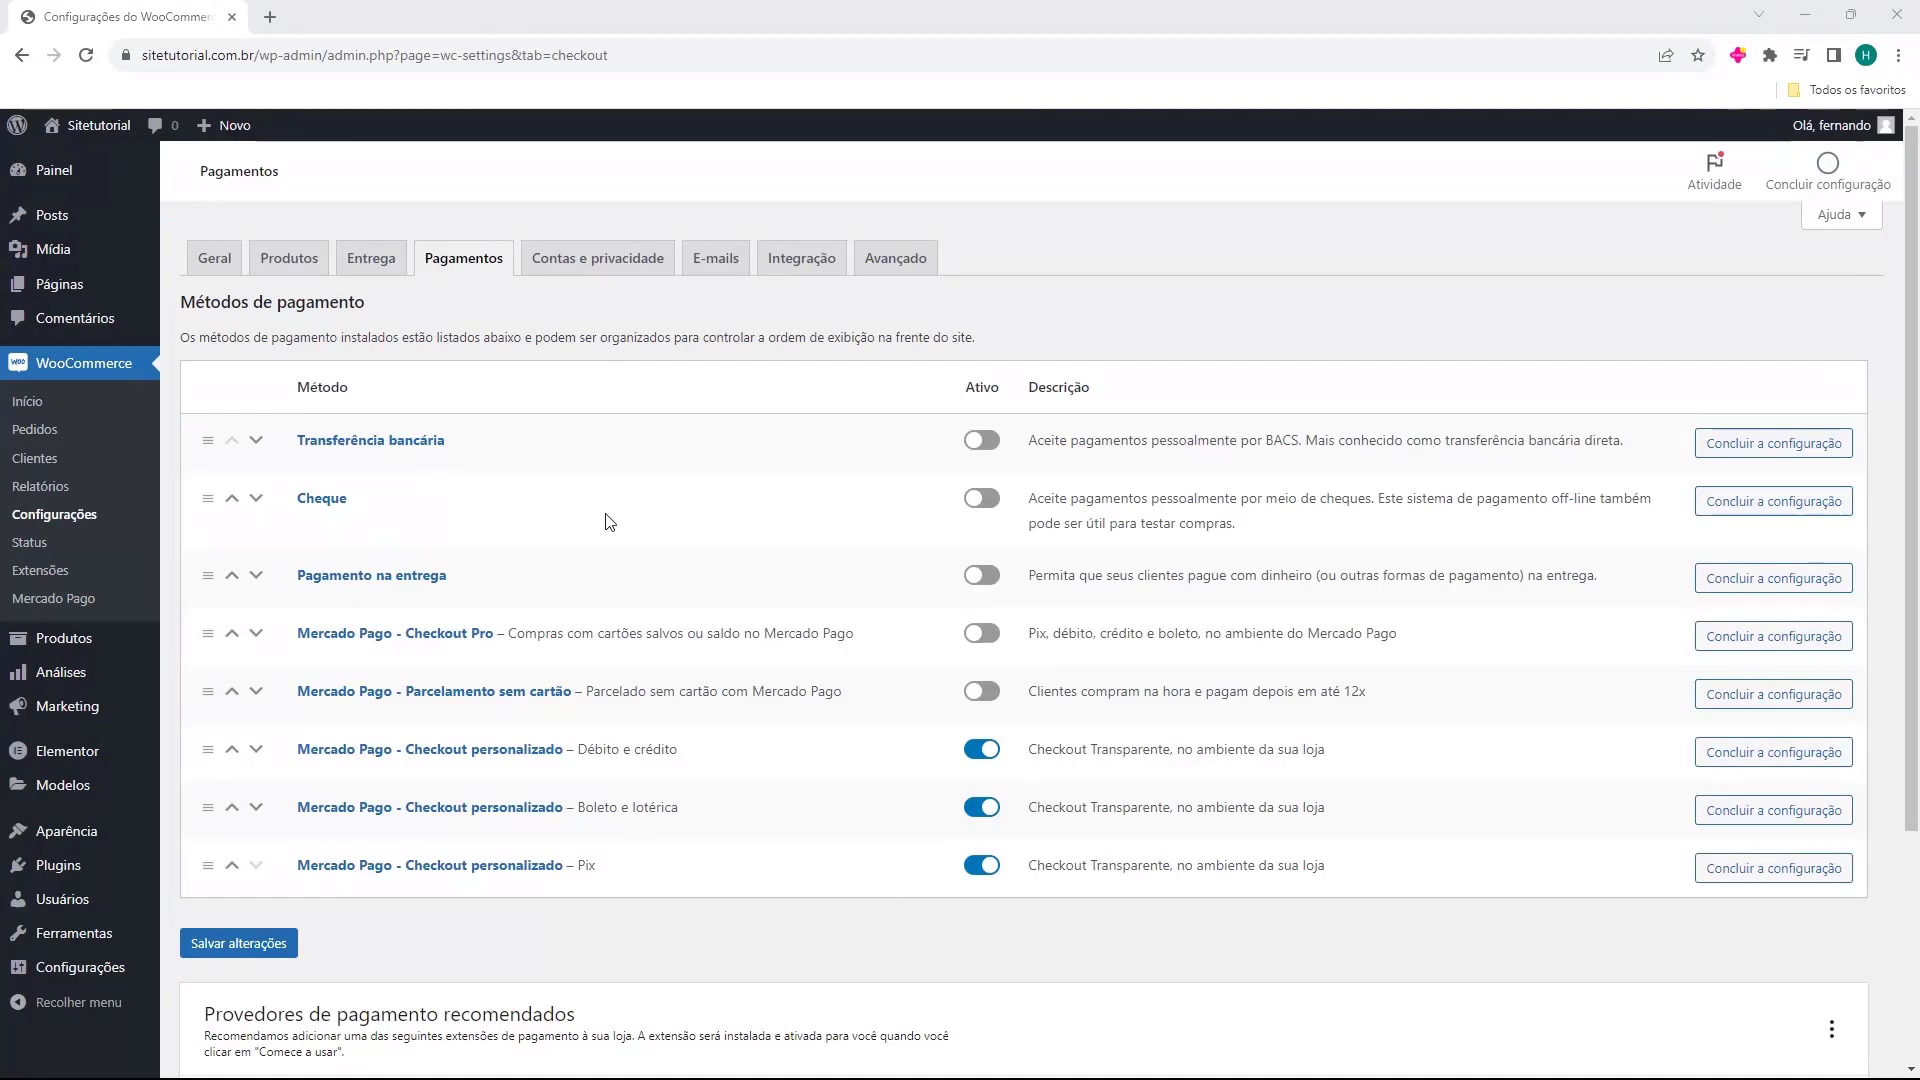 Configurações do WooCommer
sitetutorial.com.br/wp-admin/admin.php?page=wc-settings&tab=checkout
H
Todos os favoritos
Sitetutorial
0
Novo
Olá, fernando
Painel
Posts
Mídia
Páginas
Comentários
woo
WooCommerce
Início
Pedidos
Clientes
Relatórios
Configurações
Status
Extensões
Mercado Pago
Produtos
Análises
Marketing
Elementor
Modelos
Aparência
Plugins
Usuários
Ferramentas
Configurações
Recolher menu
Pagamentos
Atividade
Concluir configuração
Ajuda
Geral
Produtos
Entrega
Pagamentos
Contas e privacidade
E-mails
Integração
Avançado
Métodos de pagamento
Os métodos de pagamento instalados estão listados abaixo e podem ser organizados para controlar a ordem de exibição na frente do site.
Método Ativo Descrição
Transferência bancária Aceite pagamentos pessoalmente por BACS. Mais conhecido como transferência bancária direta. Concluir a configuração
Cheque Aceite pagamentos pessoalmente por meio de cheques. Este sistema de pagamento off-line também Concluir a configuração
pode ser útil para testar compras.
Pagamento na entrega Permita que seus clientes pague com dinheiro (ou outras formas de pagamento) na entrega. Concluir a configuração
Mercado Pago - Checkout Pro – Compras com cartões salvos ou saldo no Mercado Pago Pix, débito, crédito e boleto, no ambiente do Mercado Pago Concluir a configuração
Mercado Pago - Parcelamento sem cartão – Parcelado sem cartão com Mercado Pago Clientes compram na hora e pagam depois em até 12x Concluir a configuração
Mercado Pago - Checkout personalizado – Débito e crédito Checkout Transparente, no ambiente da sua loja Concluir a configuração
Mercado Pago - Checkout personalizado – Boleto e lotérica Checkout Transparente, no ambiente da sua loja Concluir a configuração
Mercado Pago - Checkout personalizado – Pix Checkout Transparente, no ambiente da sua loja Concluir a configuração
Salvar alterações
Provedores de pagamento recomendados
Recomendamos adicionar uma das seguintes extensões de pagamento à sua loja. A extensão será instalada e ativada para você quando você
clicar em "Comece a usar".